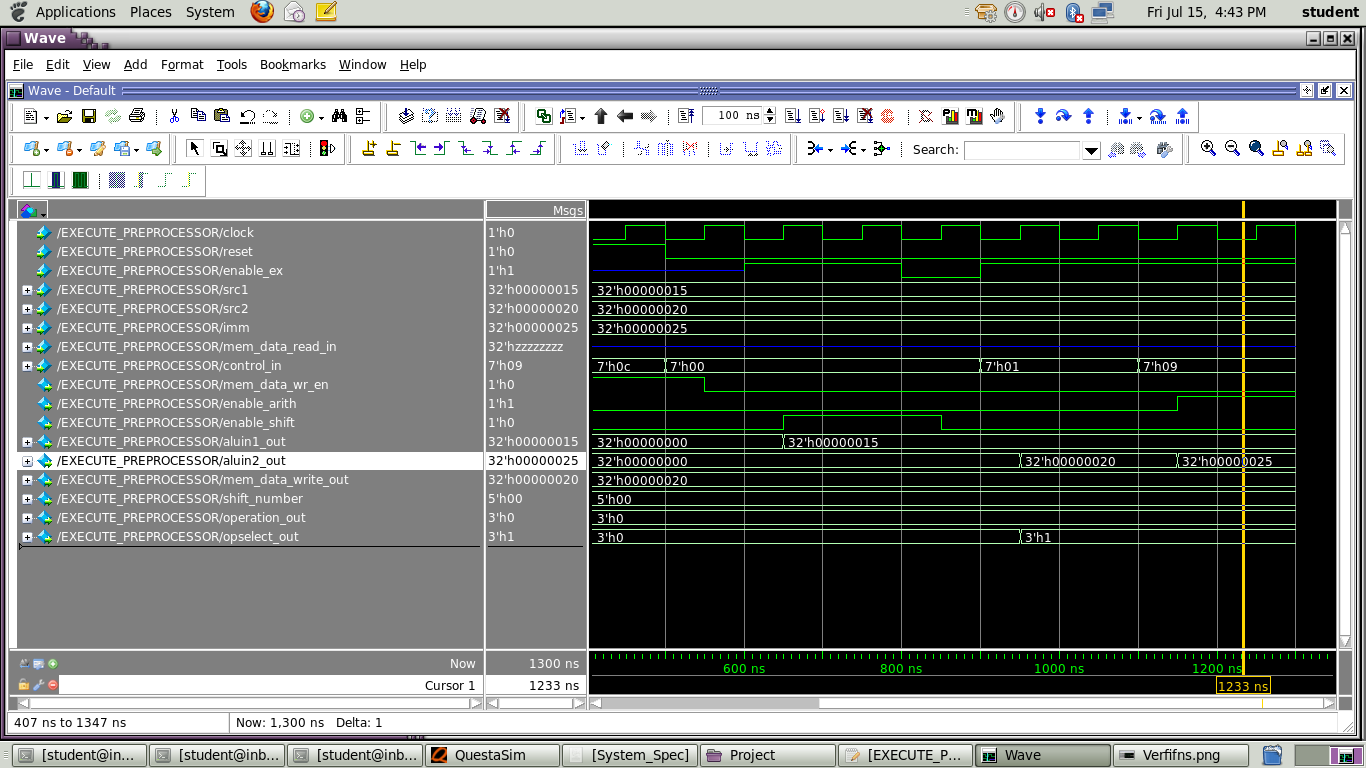 Applications Places System Fri Jul 15, 4:43 PM student
Wave
File Edit View Add Format Tools Bookmarks Window Help
Wave - Default
100 ns
Search:
Msgs
/EXECUTE_PREPROCESSOR/clock 1'h0
/EXECUTE_PREPROCESSOR/reset 1'h0
/EXECUTE_PREPROCESSOR/enable_ex 1'h1
/EXECUTE_PREPROCESSOR/src1 32'h00000015 32'h00000015
/EXECUTE_PREPROCESSOR/src2 32'h00000020 32'h00000020
/EXECUTE_PREPROCESSOR/imm 32'h00000025 32'h00000025
/EXECUTE_PREPROCESSOR/mem_data_read_in 32'hzzzzzzzz
/EXECUTE_PREPROCESSOR/control_in 7'h09 7'h0c 7'h00 7'h01 7'h09
/EXECUTE_PREPROCESSOR/mem_data_wr_en 1'h0
/EXECUTE_PREPROCESSOR/enable_arith 1'h1
/EXECUTE_PREPROCESSOR/enable_shift 1'h0
/EXECUTE_PREPROCESSOR/aluin1_out 32'h00000015 32'h00000000 32'h00000015
/EXECUTE_PREPROCESSOR/aluin2_out 32'h00000025 32'h00000000 32'h00000020 32'h00000025
/EXECUTE_PREPROCESSOR/mem_data_write_out 32'h00000020 32'h00000020
/EXECUTE_PREPROCESSOR/shift_number 5'h00 5'h00
/EXECUTE_PREPROCESSOR/operation_out 3'h0 3'h0
/EXECUTE_PREPROCESSOR/opselect_out 3'h1 3'h0 3'h1
Now 1300 ns 600 ns 800 ns 1000 ns 1200 ns
Cursor 1 1233 ns 1233 ns
407 ns to 1347 ns Now: 1,300 ns Delta: 1
[student@in... [student@inb... [student@inb... QuestaSim [System_Spec] Project [EXECUTE_P... Wave Verfifns.png